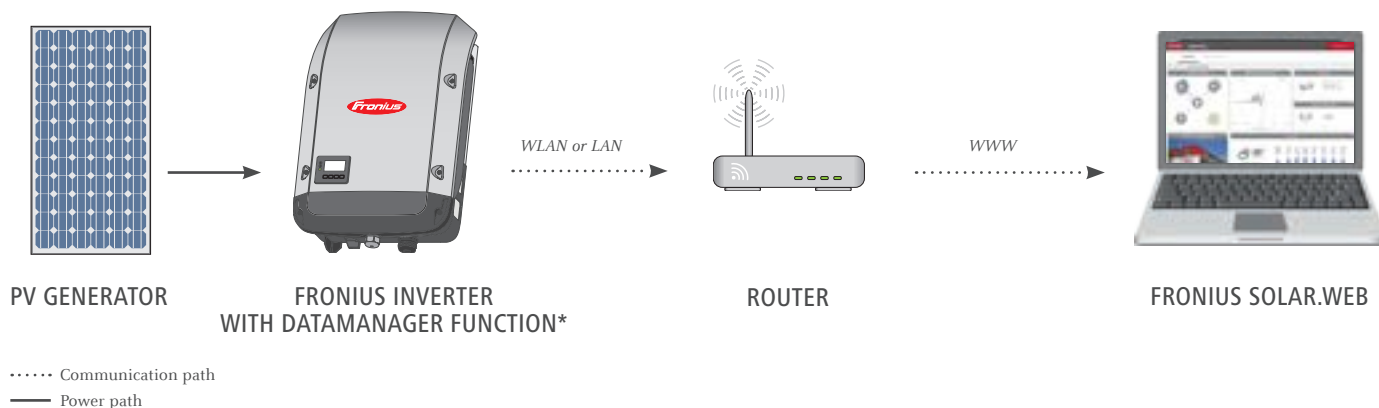 Fronius
WLAN or LAN
WWW
PV GENERATOR
FRONIUS INVERTER
WITH DATAMANAGER FUNCTION*
ROUTER
FRONIUS SOLAR.WEB
Communication path
Power path